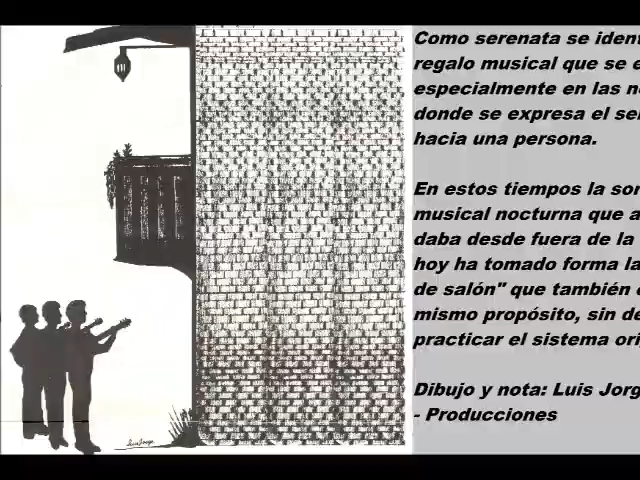 Como serenata se ident
regalo musical que se e
especialmente en las n
donde se expresa el se
hacia una persona.
En estos tiempos la so
musical nocturna que a
daba desde fuera de la
hoy ha tomado forma la
de salón" que también
mismo propósito, sin de
practicar el sistema ori
Dibujo y nota: Luis Jorg
- Producciones